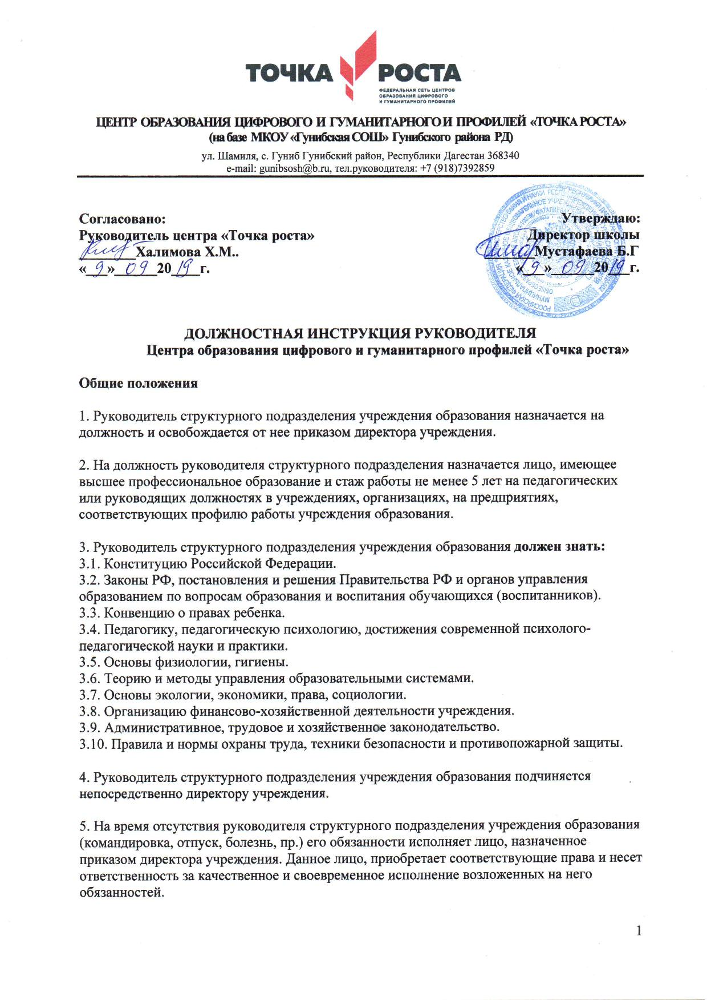 ТОЧКА РОСТА
ФЕДЕРАЛЬНАЯ СЕТЬ ЦЕНТРОВ
ОБРАЗОВАНИЯ ЦИФРОВОГО
И ГУМАНИТАРНОГО ПРОФИЛЕЙ
ЦЕНТР ОБРАЗОВАНИЯ ЦИФРОВОГО И ГУМАНИТАРНОГО И ПРОФИЛЕЙ «ТОЧКА РОСТА»
(на базе МКОУ «Гунибская СОШ» Гунибского района РД)
ул. Шамиля, с. Гуниб Гунибский район, Республики Дагестан 368340
e-mail: gunibsosh@b.ru, тел.руководителя: +7 (918)7392859
Согласовано:
Руководитель центра «Точка роста»
________Халимова Х.М..
«_9_»__09__20_19_г.
Утверждаю:
Директор школы
_______Мустафаева Б.Г
«_9_»__09__20_19_г.
ДОЛЖНОСТНАЯ ИНСТРУКЦИЯ РУКОВОДИТЕЛЯ
Центра образования цифрового и гуманитарного профилей «Точка роста»
Общие положения
1. Руководитель структурного подразделения учреждения образования назначается на
должность и освобождается от нее приказом директора учреждения.
2. На должность руководителя структурного подразделения назначается лицо, имеющее
высшее профессиональное образование и стаж работы не менее 5 лет на педагогических
или руководящих должностях в учреждениях, организациях, на предприятиях,
соответствующих профилю работы учреждения образования.
3. Руководитель структурного подразделения учреждения образования должен знать:
3.1. Конституцию Российской Федерации.
3.2. Законы РФ, постановления и решения Правительства РФ и органов управления
образованием по вопросам образования и воспитания обучающихся (воспитанников).
3.3. Конвенцию о правах ребенка.
3.4. Педагогику, педагогическую психологию, достижения современной психолого-
педагогической науки и практики.
3.5. Основы физиологии, гигиены.
3.6. Теорию и методы управления образовательными системами.
3.7. Основы экологии, экономики, права, социологии.
3.8. Организацию финансово-хозяйственной деятельности учреждения.
3.9. Административное, трудовое и хозяйственное законодательство.
3.10. Правила и нормы охраны труда, техники безопасности и противопожарной защиты.
4. Руководитель структурного подразделения учреждения образования подчиняется
непосредственно директору учреждения.
5. На время отсутствия руководителя структурного подразделения учреждения образования
(командировка, отпуск, болезнь, пр.) его обязанности исполняет лицо, назначенное
приказом директора учреждения. Данное лицо, приобретает соответствующие права и несет
ответственность за качественное и своевременное исполнение возложенных на него
обязанностей.
1